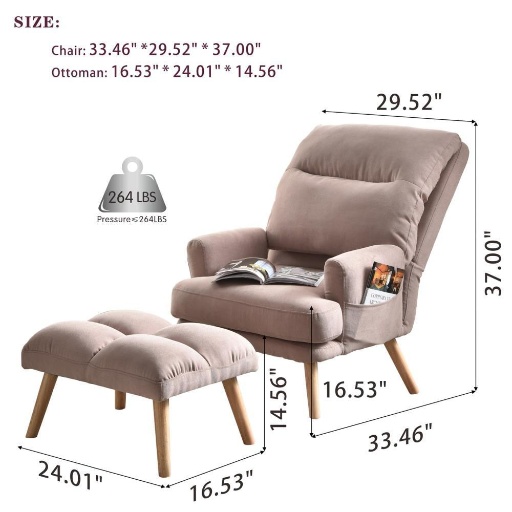 SIZE:
Chair: 33.46" *29.52" * 37.00"
Ottoman: 16.53" * 24.01" * 14.56"
29.52"
264 LBS
Pressure≤264LBS
37.00"
14.56"
16.53"
33.46"
24.01"
16.53"